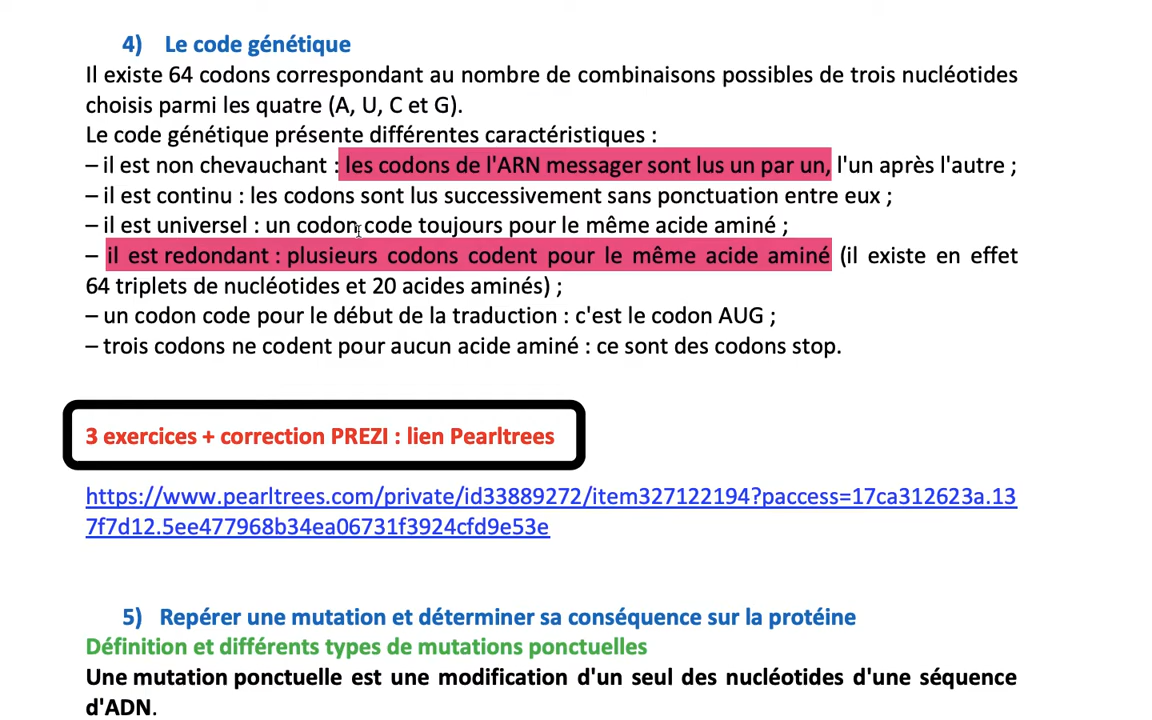 4) Le code génétique
Il existe 64 codons correspondant au nombre de combinaisons possibles de trois nucléotides
choisis parmi les quatre (A, U, C et G).
Le code génétique présente différentes caractéristiques :
– il est non chevauchant : les codons de l'ARN messager sont lus un par un, l'un après l'autre ;
– il est continu : les codons sont lus successivement sans ponctuation entre eux ;
– il est universel : un codon code toujours pour le même acide aminé ;
– il est redondant : plusieurs codons codent pour le même acide aminé (il existe en effet
64 triplets de nucléotides et 20 acides aminés) ;
– un codon code pour le début de la traduction : c'est le codon AUG ;
– trois codons ne codent pour aucun acide aminé : ce sont des codons stop.
3 exercices + correction PREZI : lien Pearltrees
https://www.pearltrees.com/private/id33889272/item327122194?paccess=17ca312623a.13
7f7d12.5ee477968b34ea06731f3924cfd9e53e
5) Repérer une mutation et déterminer sa conséquence sur la protéine
Définition et différents types de mutations ponctuelles
Une mutation ponctuelle est une modification d'un seul des nucléotides d'une séquence
d'ADN.